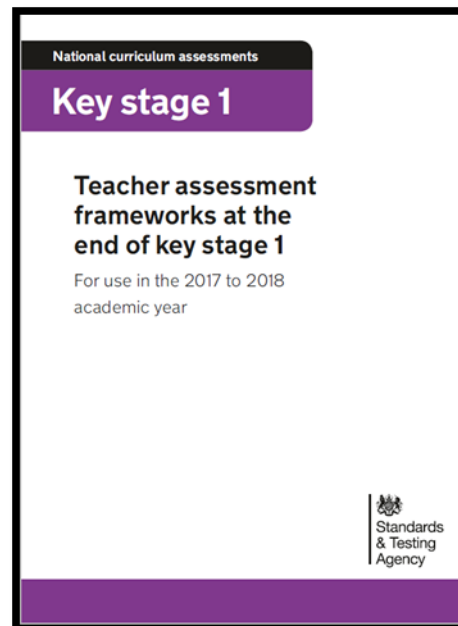 National curriculum assessments
Key stage 1
Teacher assessment
frameworks at the
end of key stage 1
For use in the 2017 to 2018
academic year
Standards
& Testing
Agency